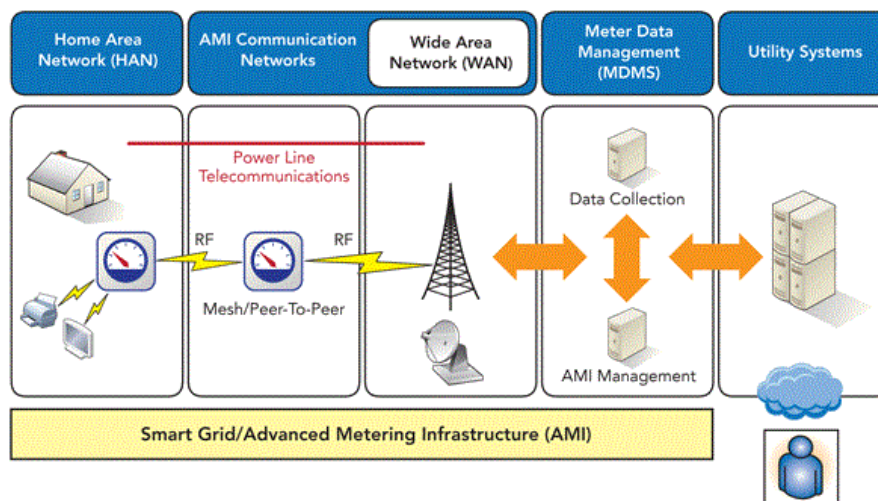 Home Area
Network (HAN)
AMI Communication
Networks
Wide Area
Network (WAN)
Meter Data
Management
(MDMS)
Utility Systems
Power Line
Telecommunications
RF
RF
Mesh/Peer-To-Peer
Data Collection
AMI Management
Smart Grid/Advanced Metering Infrastructure (AMI)